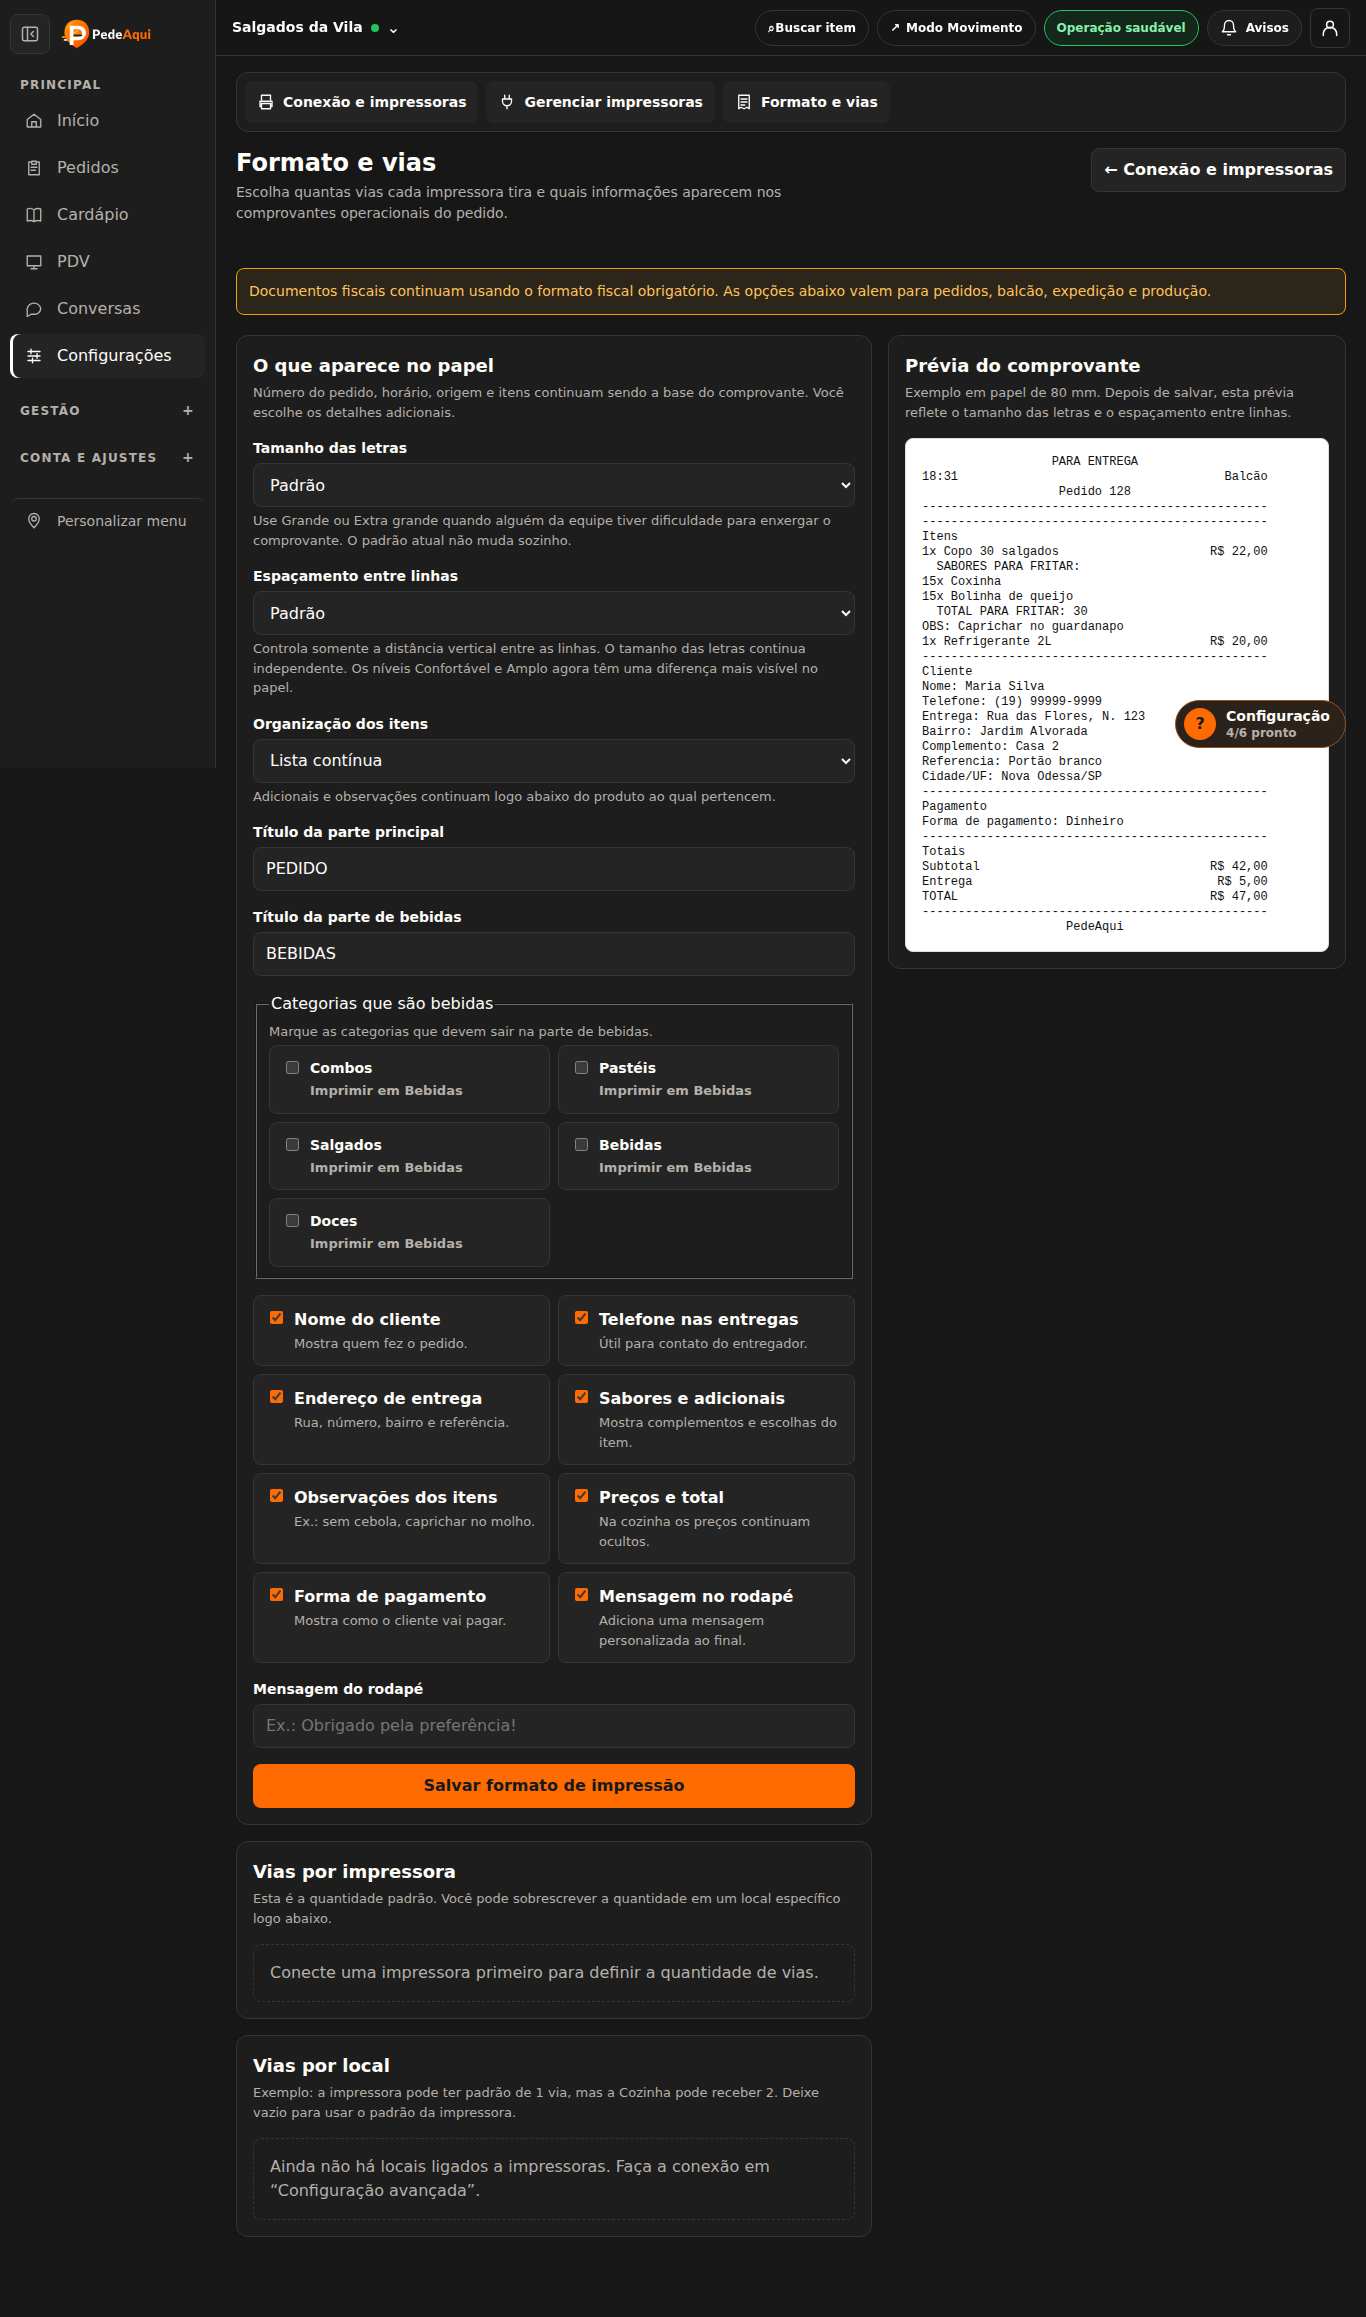 PedeAqui
PRINCIPAL
Início
Pedidos
Cardápio
PDV
Conversas
Configurações
GESTÃO +
CONTA E AJUSTES +
Personalizar menu
Salgados da Vila
Buscar item
↗ Modo Movimento
Operação saudável
Avisos
Conexão e impressoras
Gerenciar impressoras
Formato e vias
Formato e vias
Escolha quantas vias cada impressora tira e quais informações aparecem nos
comprovantes operacionais do pedido.
← Conexão e impressoras
Documentos fiscais continuam usando o formato fiscal obrigatório. As opções abaixo valem para pedidos, balcão, expedição e produção.
O que aparece no papel
Número do pedido, horário, origem e itens continuam sendo a base do comprovante. Você
escolhe os detalhes adicionais.
Tamanho das letras
Padrão
Use Grande ou Extra grande quando alguém da equipe tiver dificuldade para enxergar o
comprovante. O padrão atual não muda sozinho.
Espaçamento entre linhas
Padrão
Controla somente a distância vertical entre as linhas. O tamanho das letras continua
independente. Os níveis Confortável e Amplo agora têm uma diferença mais visível no
papel.
Organização dos itens
Lista contínua
Adicionais e observações continuam logo abaixo do produto ao qual pertencem.
Título da parte principal
PEDIDO
Título da parte de bebidas
BEBIDAS
Categorias que são bebidas
Marque as categorias que devem sair na parte de bebidas.
Combos
Imprimir em Bebidas
Pastéis
Imprimir em Bebidas
Salgados
Imprimir em Bebidas
Bebidas
Imprimir em Bebidas
Doces
Imprimir em Bebidas
Nome do cliente
Mostra quem fez o pedido.
Telefone nas entregas
Útil para contato do entregador.
Endereço de entrega
Rua, número, bairro e referência.
Sabores e adicionais
Mostra complementos e escolhas do
item.
Observações dos itens
Ex.: sem cebola, caprichar no molho.
Preços e total
Na cozinha os preços continuam
ocultos.
Forma de pagamento
Mostra como o cliente vai pagar.
Mensagem no rodapé
Adiciona uma mensagem
personalizada ao final.
Mensagem do rodapé
Ex.: Obrigado pela preferência!
Salvar formato de impressão
Vias por impressora
Esta é a quantidade padrão. Você pode sobrescrever a quantidade em um local específico
logo abaixo.
Conecte uma impressora primeiro para definir a quantidade de vias.
Vias por local
Exemplo: a impressora pode ter padrão de 1 via, mas a Cozinha pode receber 2. Deixe
vazio para usar o padrão da impressora.
Ainda não há locais ligados a impressoras. Faça a conexão em
“Configuração avançada”.
Prévia do comprovante
Exemplo em papel de 80 mm. Depois de salvar, esta prévia
reflete o tamanho das letras e o espaçamento entre linhas.
PARA ENTREGA
18:31 Balcão
Pedido 128
------------------------------------------------
------------------------------------------------
Itens
1x Copo 30 salgados R$ 22,00
SABORES PARA FRITAR:
15x Coxinha
15x Bolinha de queijo
TOTAL PARA FRITAR: 30
OBS: Caprichar no guardanapo
1x Refrigerante 2L R$ 20,00
------------------------------------------------
Cliente
Nome: Maria Silva
Telefone: (19) 99999-9999
Entrega: Rua das Flores, N. 123
Bairro: Jardim Alvorada
Complemento: Casa 2
Referencia: Portão branco
Cidade/UF: Nova Odessa/SP
------------------------------------------------
Pagamento
Forma de pagamento: Dinheiro
------------------------------------------------
Totais
Subtotal R$ 42,00
Entrega R$ 5,00
TOTAL R$ 47,00
------------------------------------------------
PedeAqui
? Configuração
4/6 pronto